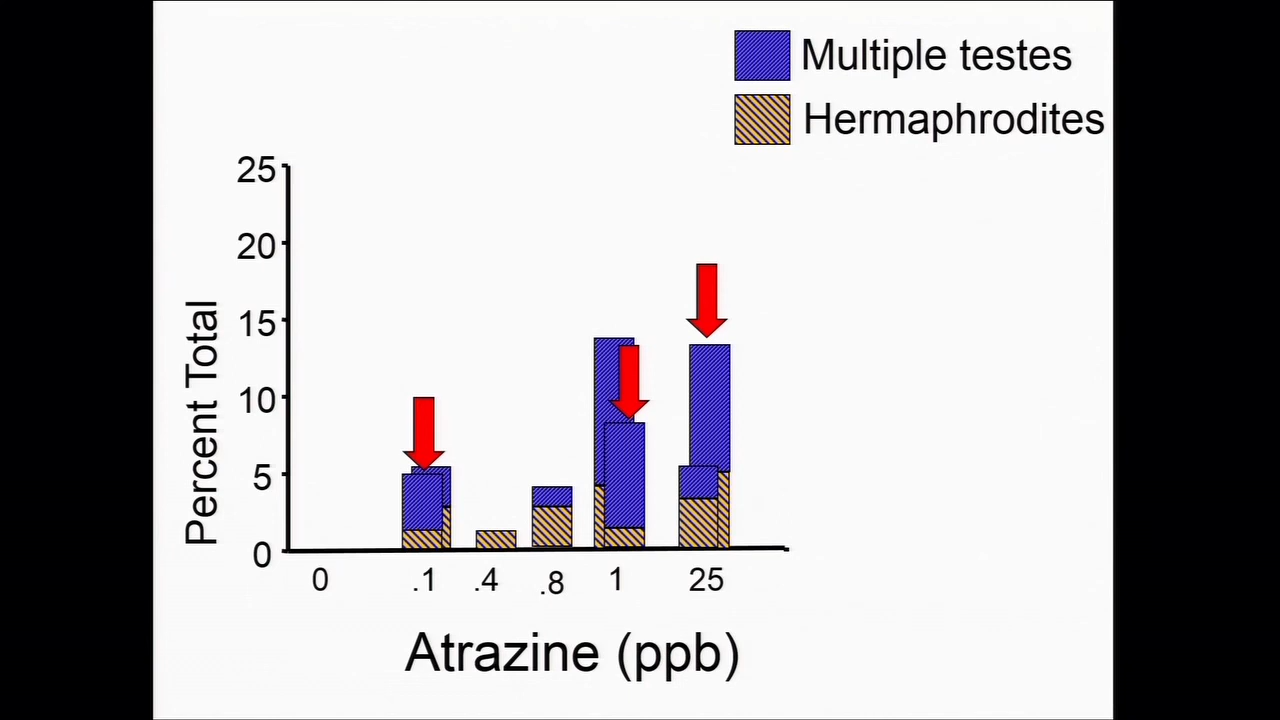 Multiple testes
Hermaphrodites
25
20
15
10
5
0
Percent Total
0 .1 .4 .8 1 25
Atrazine (ppb)